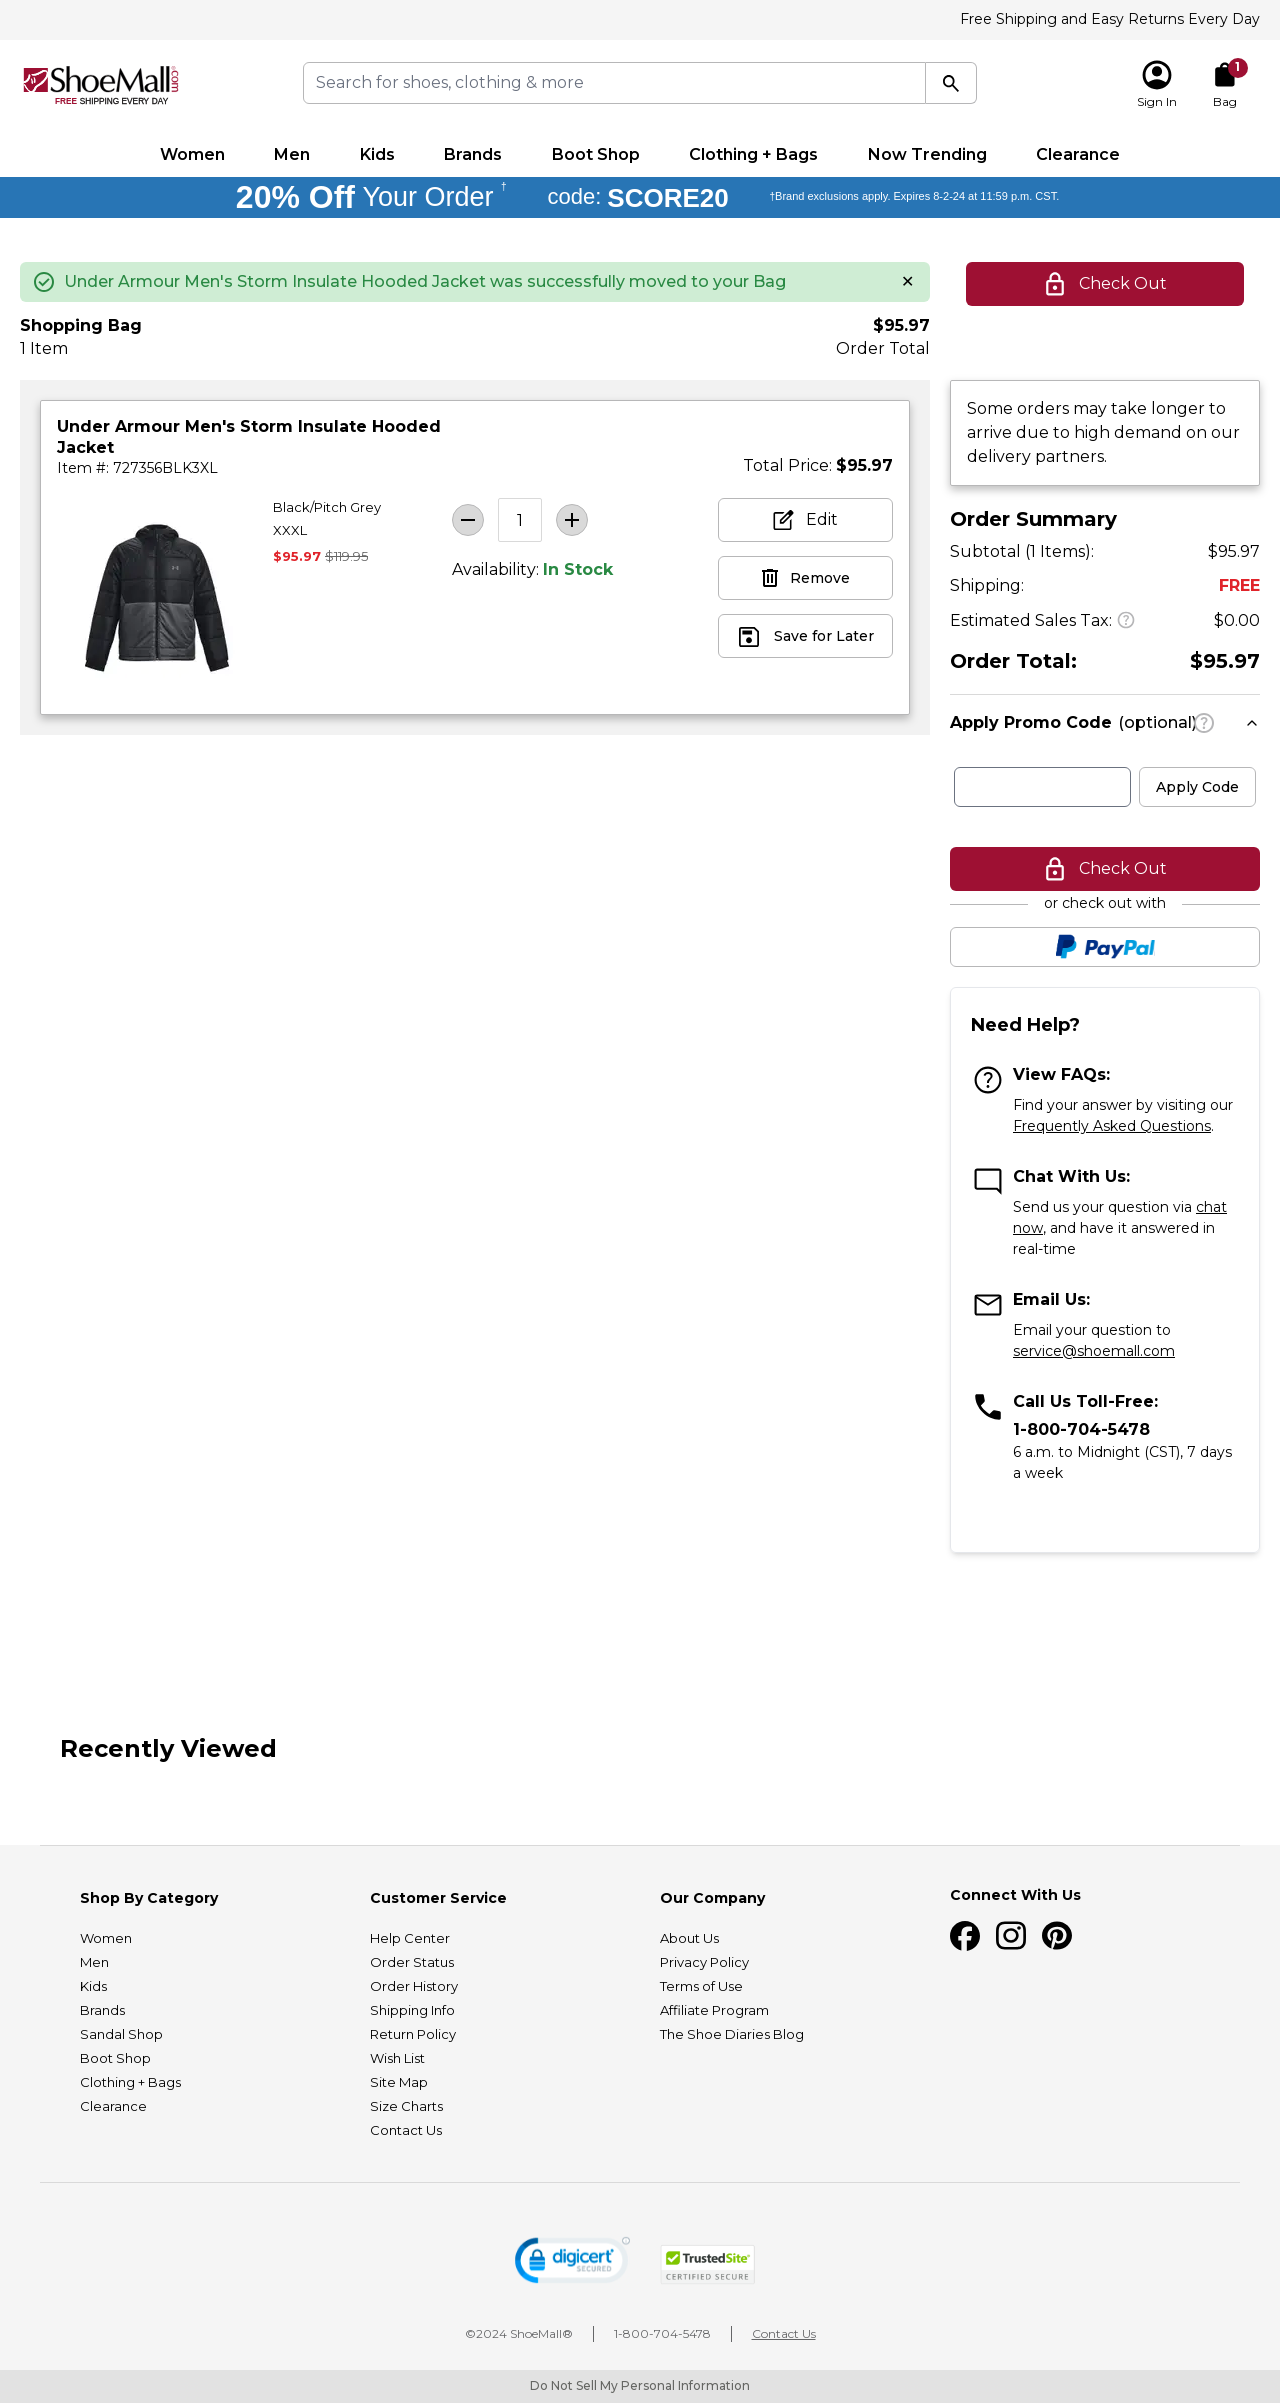 Free Shipping and Easy Returns Every Day
ShoeMall.com
FREE SHIPPING EVERY DAY
Search for shoes, clothing & more
Sign In
1
Bag
Women Men Kids Brands Boot Shop Clothing + Bags Now Trending Clearance
20% Off Your Order † code: SCORE20 †Brand exclusions apply. Expires 8-2-24 at 11:59 p.m. CST.
Under Armour Men's Storm Insulate Hooded Jacket was successfully moved to your Bag
Check Out
Shopping Bag $95.97
1 Item Order Total
Under Armour Men's Storm Insulate Hooded
Jacket
Item #: 727356BLK3XL
Total Price: $95.97
Black/Pitch Grey
XXXL
$95.97 $119.95
1
Availability: In Stock
Edit
Remove
Save for Later
Some orders may take longer to
arrive due to high demand on our
delivery partners.
Order Summary
Subtotal (1 Items): $95.97
Shipping: FREE
Estimated Sales Tax: ? $0.00
Order Total: $95.97
Apply Promo Code (optional) ?
Apply Code
Check Out
or check out with
PayPal
Need Help?
View FAQs:
Find your answer by visiting our
Frequently Asked Questions.
Chat With Us:
Send us your question via chat
now, and have it answered in
real-time
Email Us:
Email your question to
service@shoemall.com
Call Us Toll-Free:
1-800-704-5478
6 a.m. to Midnight (CST), 7 days
a week
Recently Viewed
Shop By Category
Women
Men
Kids
Brands
Sandal Shop
Boot Shop
Clothing + Bags
Clearance
Customer Service
Help Center
Order Status
Order History
Shipping Info
Return Policy
Wish List
Site Map
Size Charts
Contact Us
Our Company
About Us
Privacy Policy
Terms of Use
Affiliate Program
The Shoe Diaries Blog
Connect With Us
digicert
SECURED
TrustedSite
CERTIFIED SECURE
©2024 ShoeMall® 1-800-704-5478 Contact Us
Do Not Sell My Personal Information